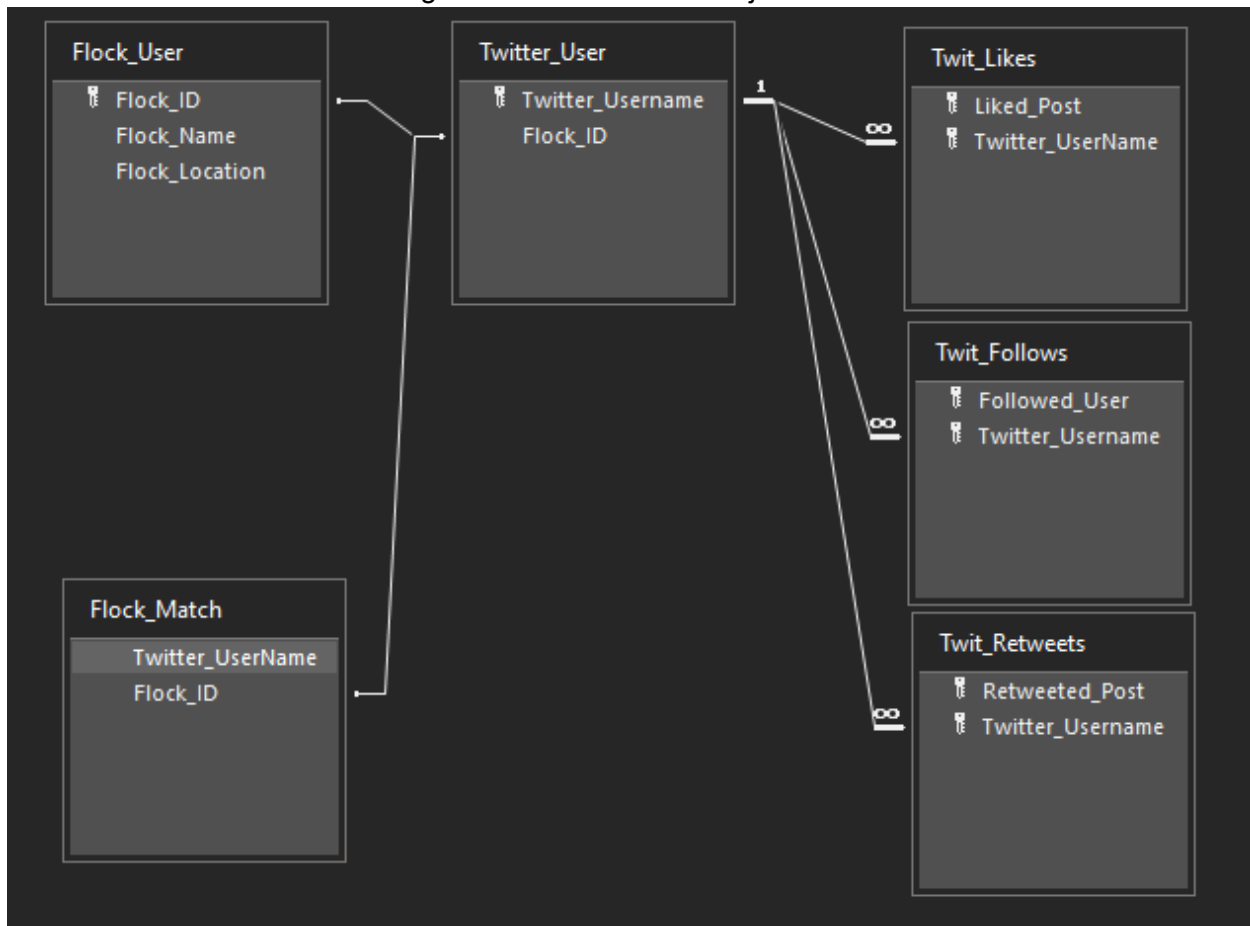 Flock_User
Flock_ID
Flock_Name
Flock_Location
Twitter_User
Twitter_Username
Flock_ID
1
∞
∞
∞
Twit_Likes
Liked_Post
Twitter_UserName
Twit_Follows
Followed_User
Twitter_Username
Flock_Match
Twitter_UserName
Flock_ID
Twit_Retweets
Retweeted_Post
Twitter_Username